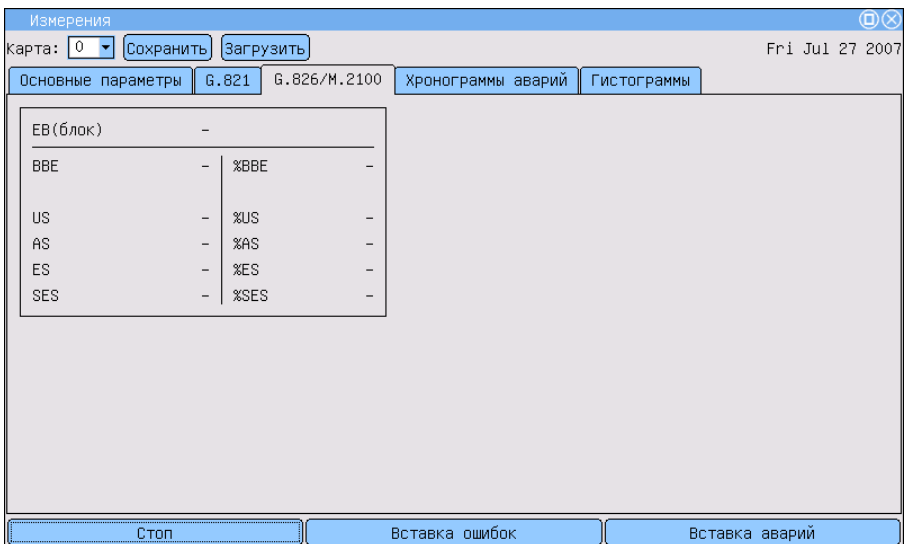 Измерения
Карта: 0 Сохранить Загрузить Fri Jul 27 2007
Основные параметры G.821 G.826/M.2100 Хронограммы аварий Гистограммы
EB(блок) -
BBE - %BBE -
US - %US -
AS - %AS -
ES - %ES -
SES - %SES -
Стоп Вставка ошибок Вставка аварий